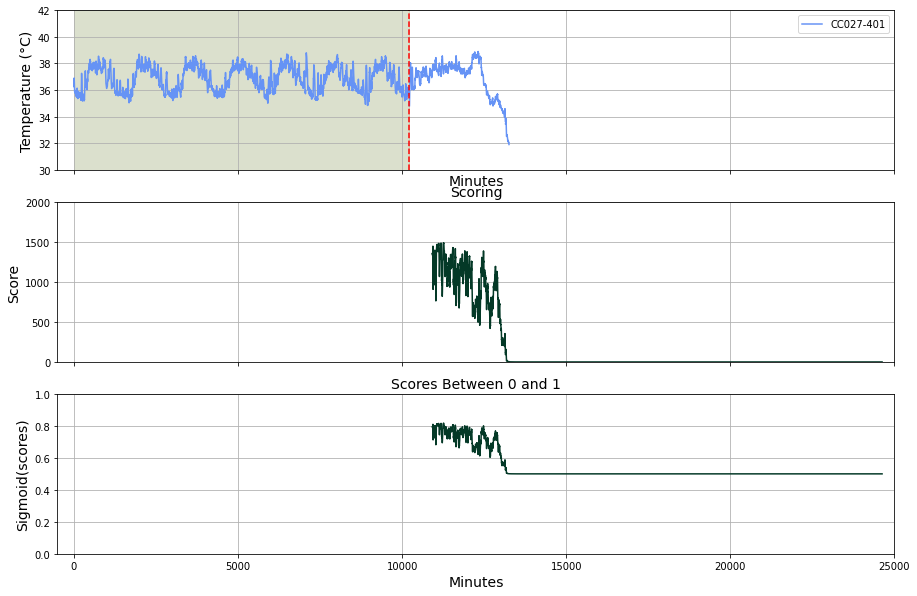 42
40
38
36
34
32
30
Temperature (°C)
CC027-401
Minutes
Scoring
2000
1500
1000
500
0
Score
Scores Between 0 and 1
1.0
0.8
0.6
0.4
0.2
0.0
Sigmoid(scores)
0 5000 10000 15000 20000 25000
Minutes